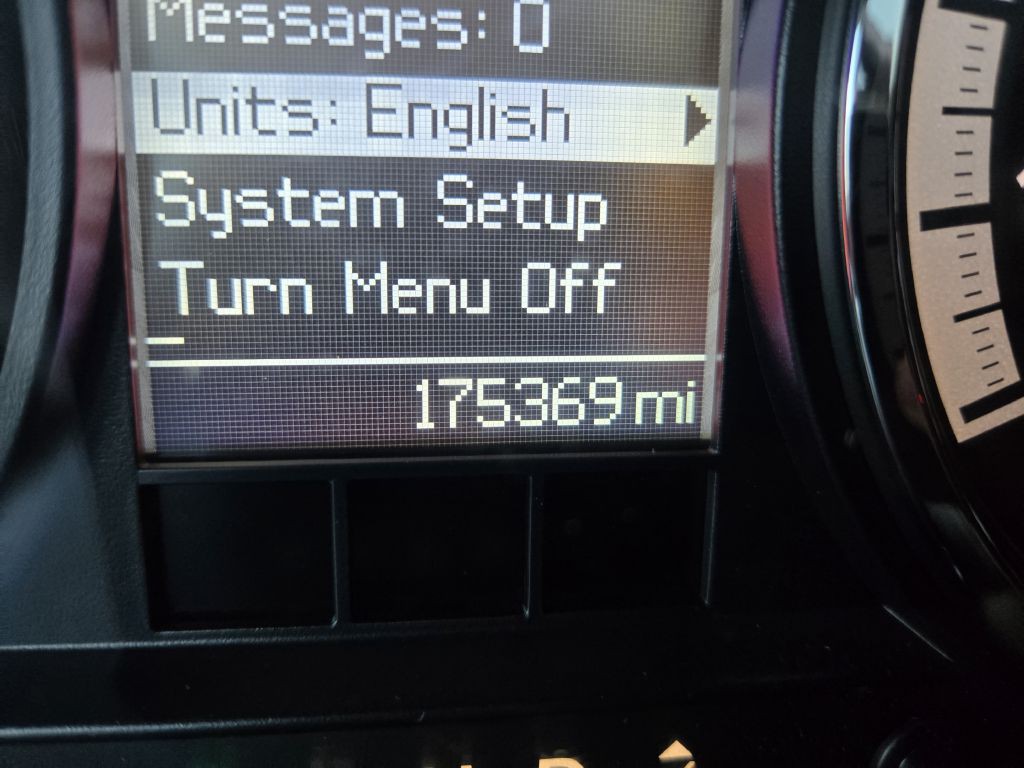 Messages: 0
Units: English
System Setup
Turn Menu Off
175369 mi